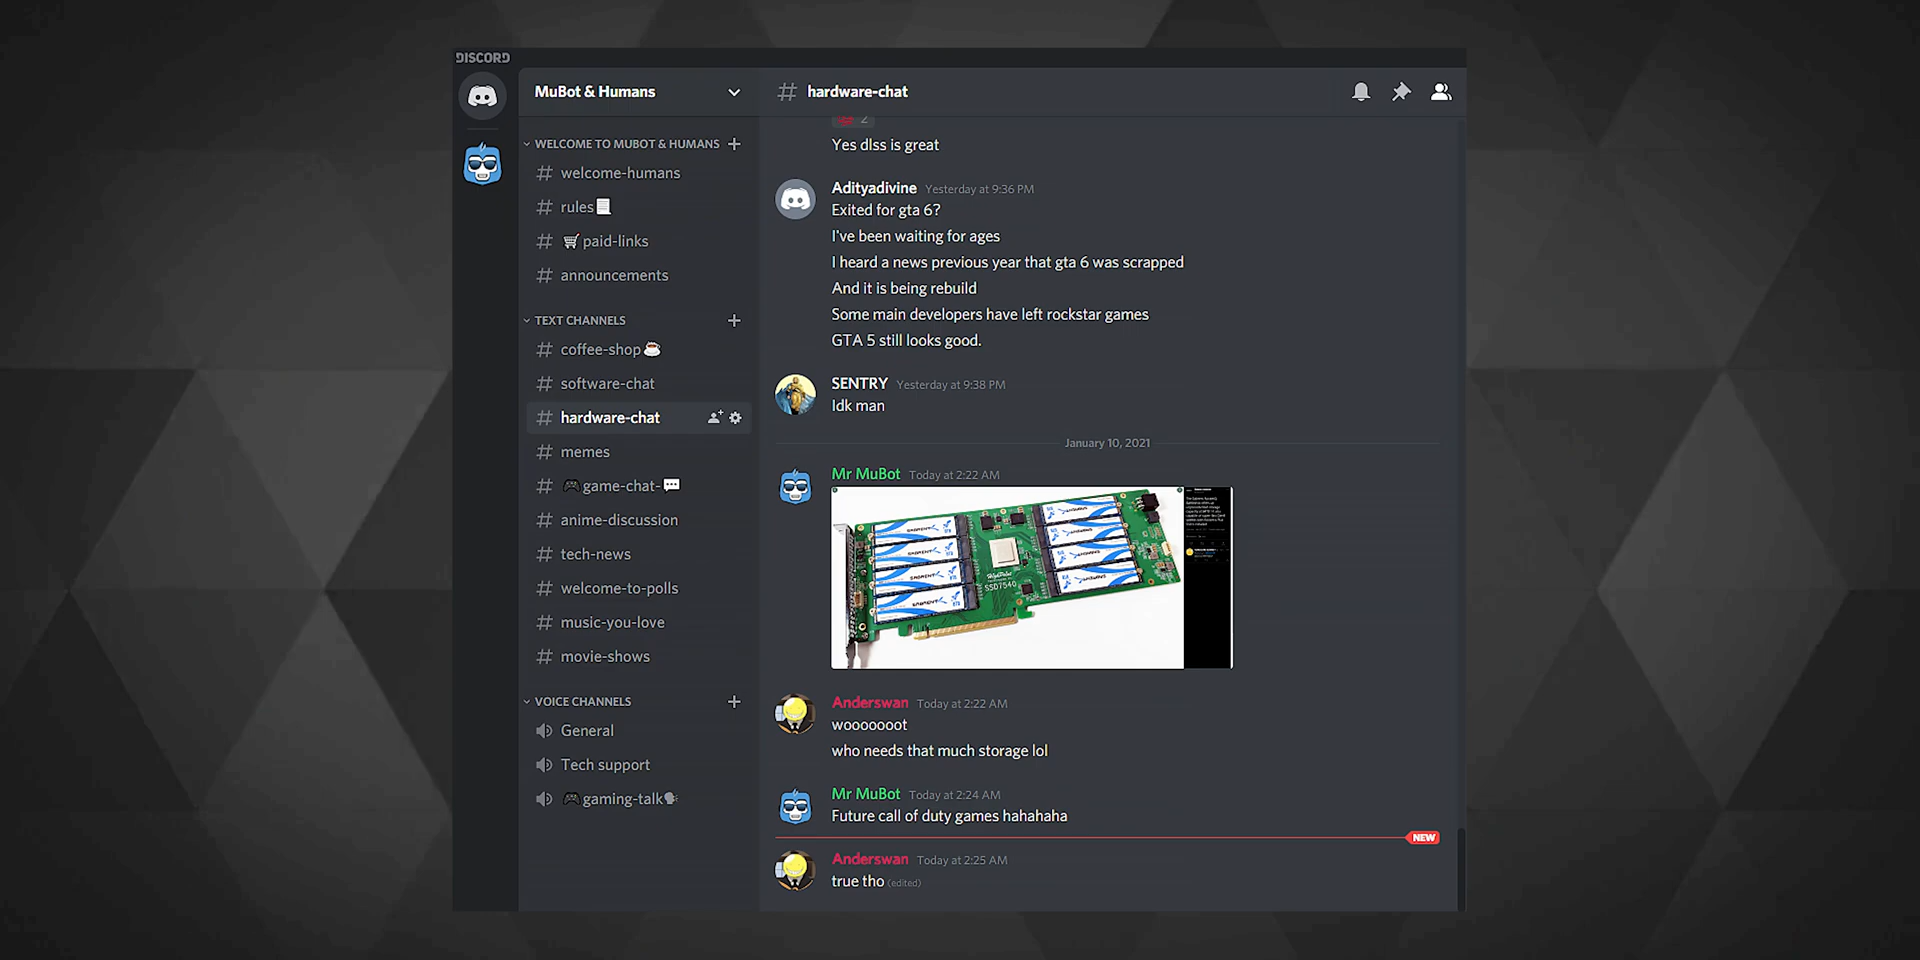 DISCORD
MuBot & Humans
WELCOME TO MUBOT & HUMANS
# welcome-humans
# rules📃
# 🛒paid-links
# announcements
TEXT CHANNELS
# coffee-shop☕
# software-chat
# hardware-chat
# memes
# 🎮game-chat-💬
# anime-discussion
# tech-news
# welcome-to-polls
# music-you-love
# movie-shows
VOICE CHANNELS
General
Tech support
🎮gaming-talk🗣
# hardware-chat
2
Yes dlss is great
Adityadivine Yesterday at 9:36 PM
Exited for gta 6?
I've been waiting for ages
I heard a news previous year that gta 6 was scrapped
And it is being rebuild
Some main developers have left rockstar games
GTA 5 still looks good.
SENTRY Yesterday at 9:38 PM
Idk man
January 10, 2021
Mr MuBot Today at 2:22 AM
SABRENT
SABRENT
SABRENT
SABRENT
HighPoint
SSD7540
Anderswan Today at 2:22 AM
wooooooot
who needs that much storage lol
Mr MuBot Today at 2:24 AM
Future call of duty games hahahaha
NEW
Anderswan Today at 2:25 AM
true tho (edited)